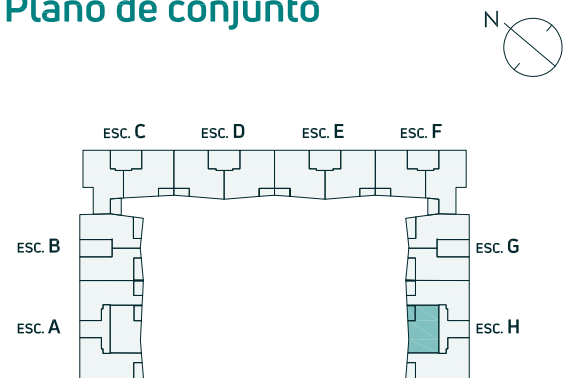 Plano de conjunto
N
ESC. C ESC. D ESC. E ESC. F
ESC. B ESC. G
ESC. A ESC. H